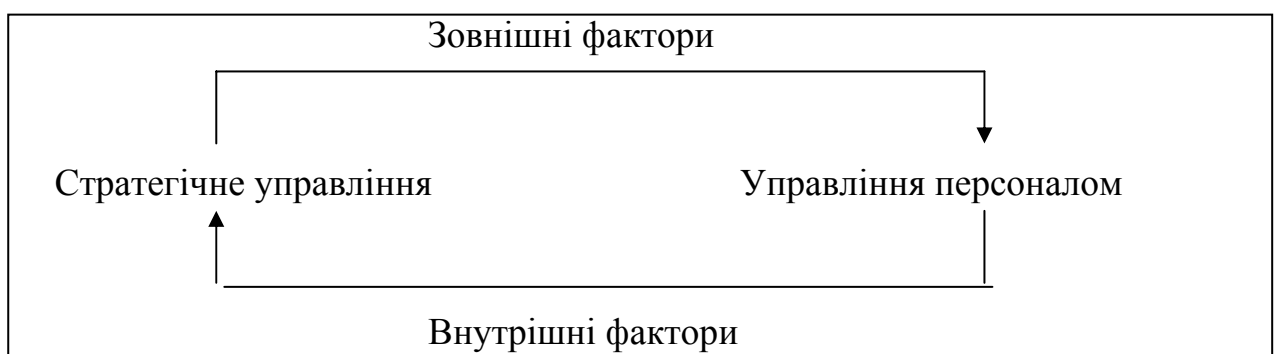 Зовнішні фактори
Стратегічне управління Управління персоналом
Внутрішні фактори